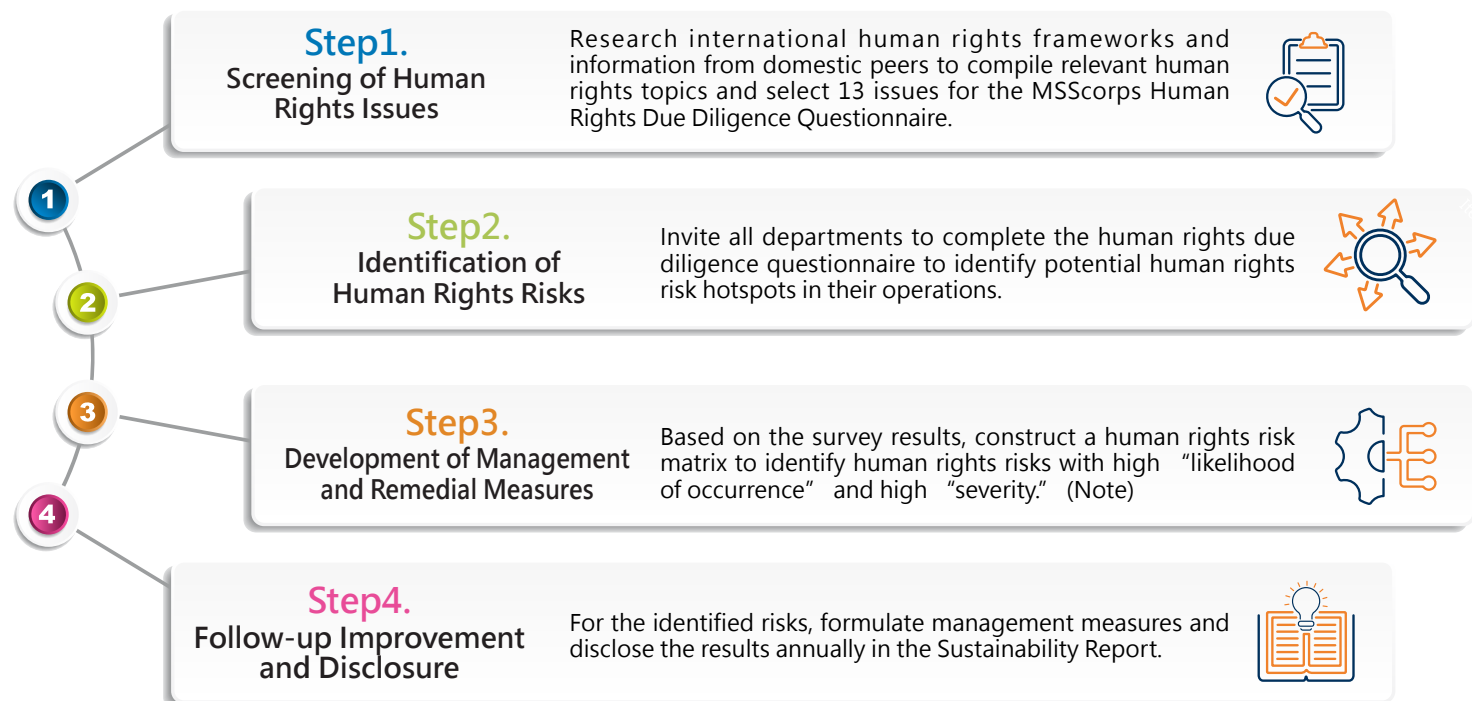 Step1.
Screening of Human
Rights Issues
Research international human rights frameworks and
information from domestic peers to compile relevant human
rights topics and select 13 issues for the MSScorps Human
Rights Due Diligence Questionnaire.
1
Step2.
Identification of
Human Rights Risks
Invite all departments to complete the human rights due
diligence questionnaire to identify potential human rights
risk hotspots in their operations.
2
Step3.
Development of Management
and Remedial Measures
Based on the survey results, construct a human rights risk
matrix to identify human rights risks with high “likelihood
of occurrence” and high “severity.” (Note)
3
Step4.
Follow-up Improvement
and Disclosure
For the identified risks, formulate management measures and
disclose the results annually in the Sustainability Report.
4